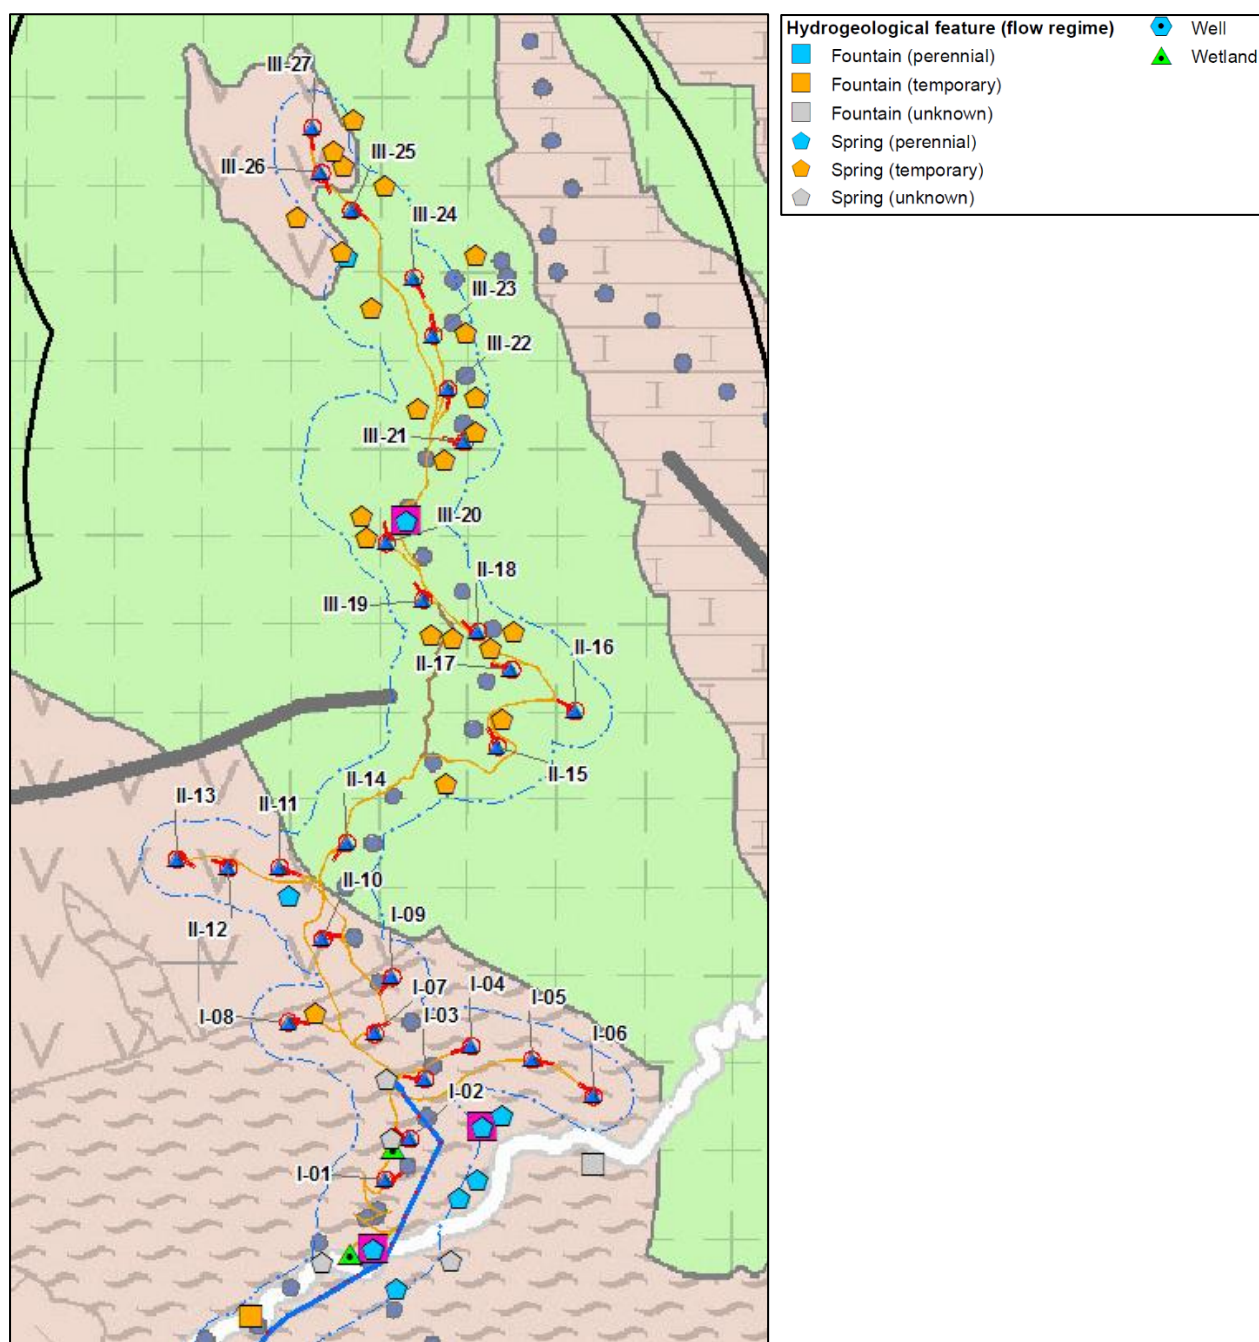 Hydrogeological feature (flow regime)
Fountain (perennial)
Fountain (temporary)
Fountain (unknown)
Spring (perennial)
Spring (temporary)
Spring (unknown)
Well
Wetland
III-27
III-25
III-26
III-24
III-23
III-22
III-21
III-20
II-18
III-19
II-16
II-17
II-15
II-14
II-13
II-11
II-10
I-09
II-12
I-04
I-07
I-05
I-08
I-03
I-06
I-02
I-01